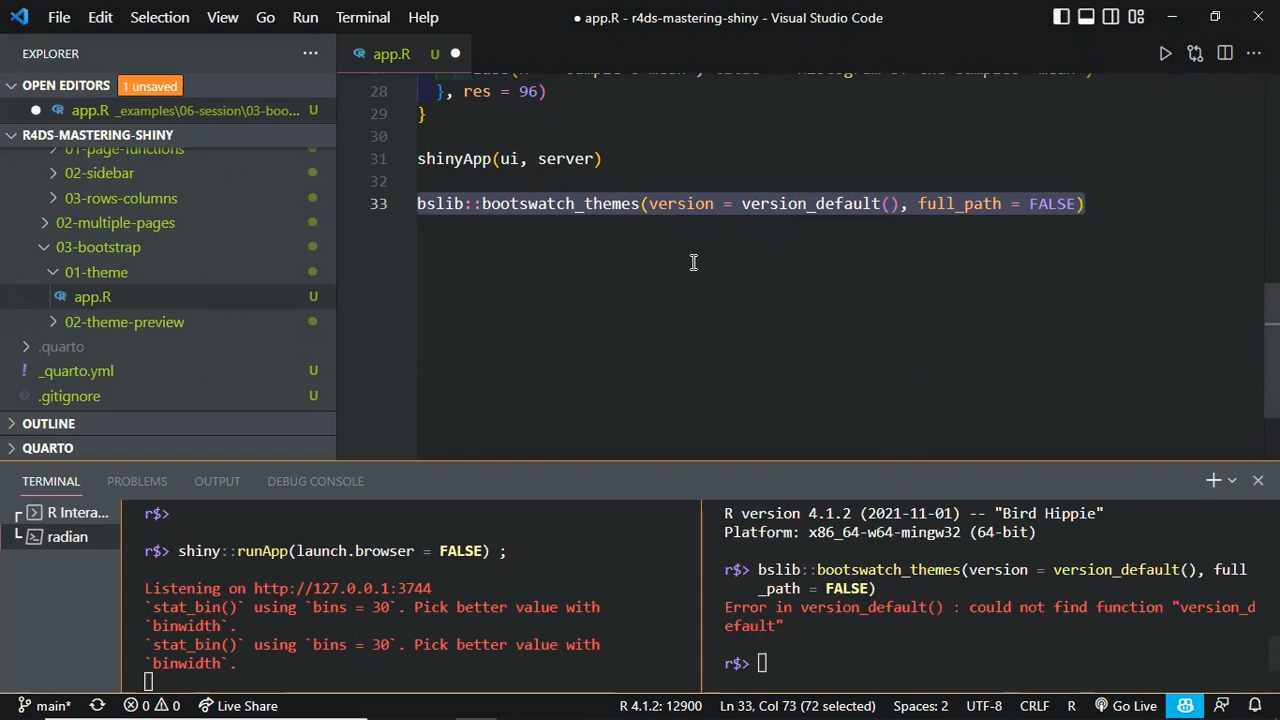 File Edit Selection View Go Run Terminal Help
● app.R - r4ds-mastering-shiny - Visual Studio Code
EXPLORER ···
app.R U ●
OPEN EDITORS 1 unsaved
● app.R _examples\06-session\03-boo... U
R4DS-MASTERING-SHINY
01-page-functions
02-sidebar
03-rows-columns
02-multiple-pages
03-bootstrap
01-theme
app.R U
02-theme-preview
.quarto
! _quarto.yml U
.gitignore U
OUTLINE
QUARTO
28 }, res = 96)
29 }
30
31 shinyApp(ui, server)
32
33 bslib::bootswatch_themes(version = version_default(), full_path = FALSE)
TERMINAL PROBLEMS OUTPUT DEBUG CONSOLE
R Intera...
radian
r$>
r$> shiny::runApp(launch.browser = FALSE) ;
Listening on http://127.0.0.1:3744
`stat_bin()` using `bins = 30`. Pick better value with
`binwidth`.
`stat_bin()` using `bins = 30`. Pick better value with
`binwidth`.
R version 4.1.2 (2021-11-01) -- "Bird Hippie"
Platform: x86_64-w64-mingw32 (64-bit)
r$> bslib::bootswatch_themes(version = version_default(), full
_path = FALSE)
Error in version_default() : could not find function "version_d
efault"
r$>
main* 0 0 Live Share R 4.1.2: 12900 Ln 33, Col 73 (72 selected) Spaces: 2 UTF-8 CRLF R Go Live